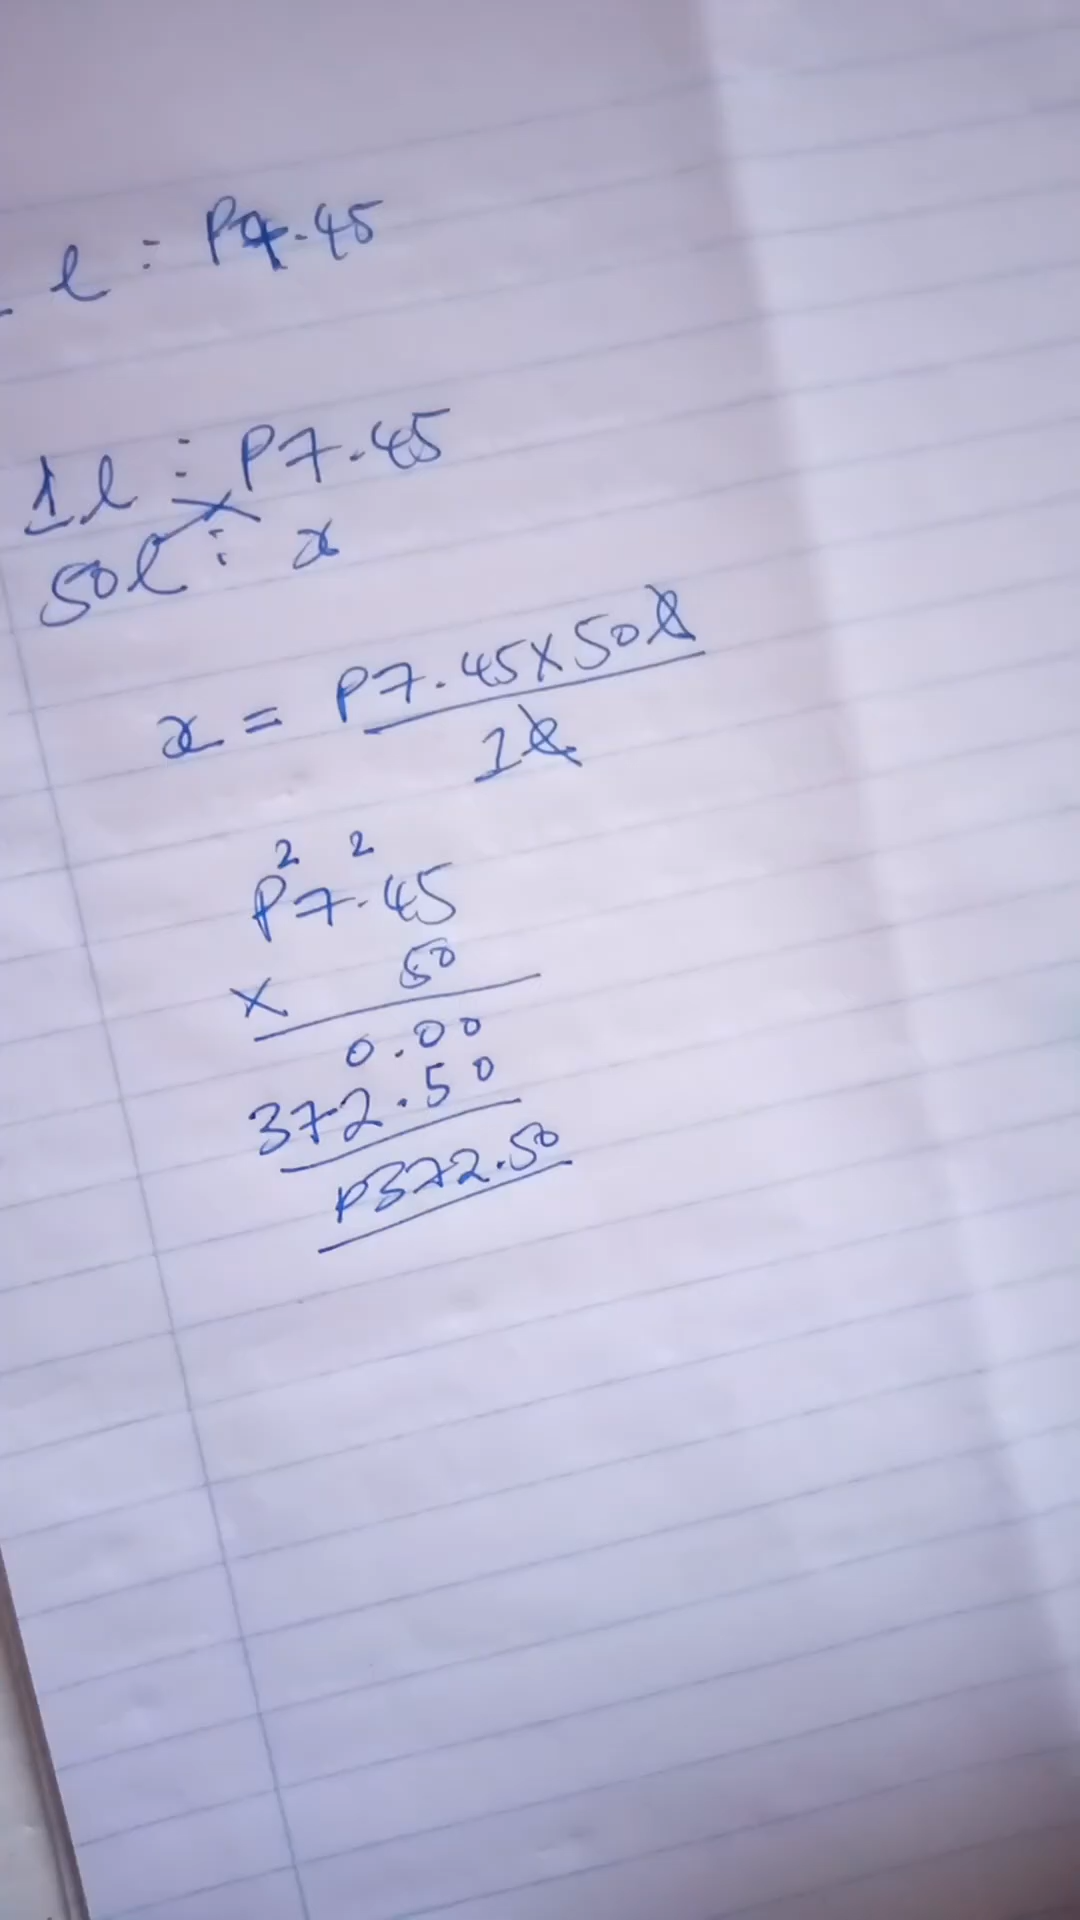 l : P7.45
1l : P7.45
50l : x
x = P7.45 x 50l
1l
2 2
P7.45
x 50
0.00
372.50
P372.50